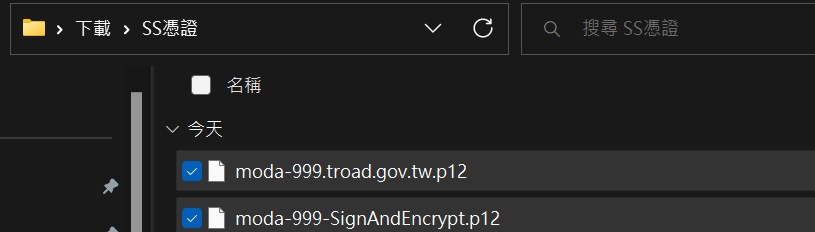 下載 SS憑證 搜尋 SS憑證
名稱
今天
moda-999.troad.gov.tw.p12
moda-999-SignAndEncrypt.p12